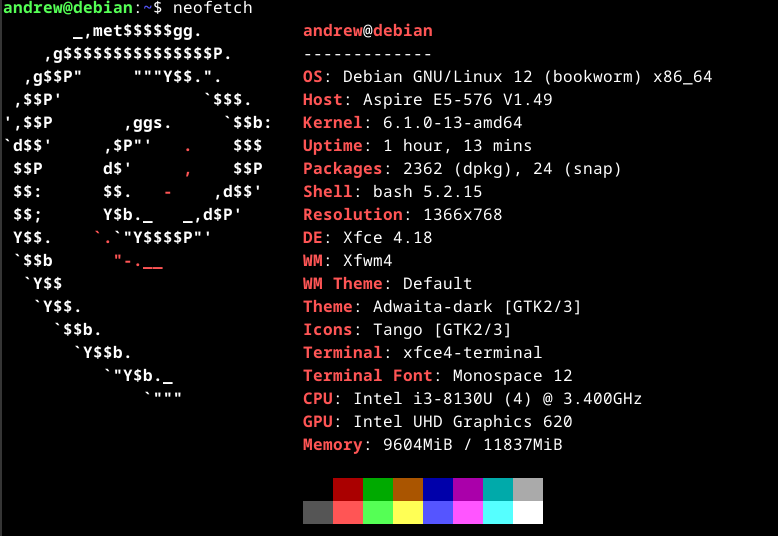 andrew@debian:~$ neofetch
       _,met$$$$$gg.          andrew@debian
    ,g$$$$$$$$$$$$$$$P.       -------------
  ,g$$P"     """Y$$.".        OS: Debian GNU/Linux 12 (bookworm) x86_64
 ,$$P'              `$$$.     Host: Aspire E5-576 V1.49
',$$P       ,ggs.     `$$b:   Kernel: 6.1.0-13-amd64
`d$$'     ,$P"'   .    $$$    Uptime: 1 hour, 13 mins
 $$P      d$'     ,    $$P    Packages: 2362 (dpkg), 24 (snap)
 $$:      $$.   -    ,d$$'    Shell: bash 5.2.15
 $$;      Y$b._   _,d$P'      Resolution: 1366x768
 Y$$.    `.`"Y$$$$P"'         DE: Xfce 4.18
 `$$b      "-.__              WM: Xfwm4
  `Y$$                        WM Theme: Default
   `Y$$.                      Theme: Adwaita-dark [GTK2/3]
     `$$b.                    Icons: Tango [GTK2/3]
       `Y$$b.                 Terminal: xfce4-terminal
          `"Y$b._             Terminal Font: Monospace 12
              `"""            CPU: Intel i3-8130U (4) @ 3.400GHz
                              GPU: Intel UHD Graphics 620
                              Memory: 9604MiB / 11837MiB